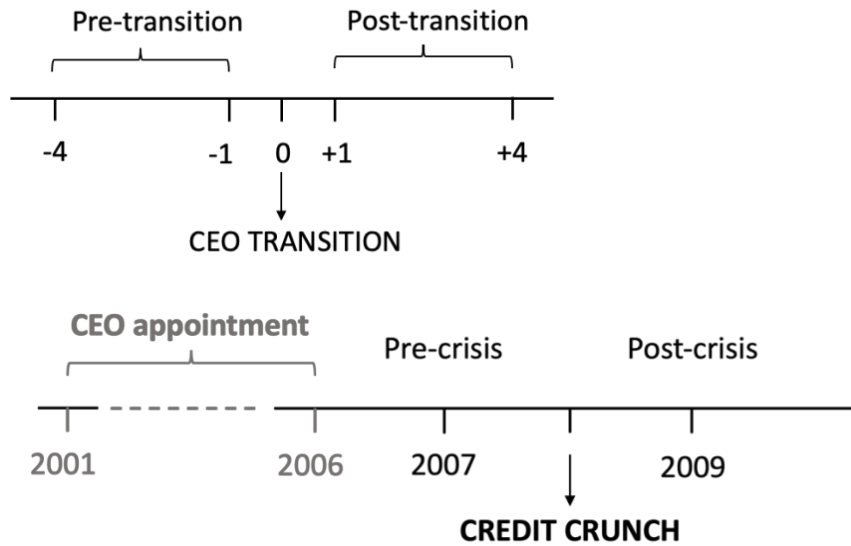 Pre-transition Post-transition
-4 -1 0 +1 +4
CEO TRANSITION
CEO appointment
Pre-crisis Post-crisis
2001 2006 2007 2009
CREDIT CRUNCH